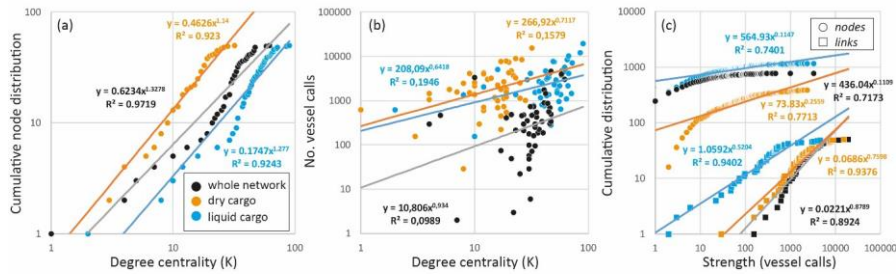 (a)
y = 0.4626x^1.14
R² = 0.923
y = 0.6234x^1.3278
R² = 0.9719
y = 0.1747x^1.277
R² = 0.9243
whole network
dry cargo
liquid cargo
Cumulative node distribution
100
10
1
1
10
100
Degree centrality (K)
(b)
y = 266,92x^0.7117
R² = 0,1579
y = 208,09x^0.6418
R² = 0,1946
y = 10,806x^0,934
R² = 0,0989
No. vessel calls
100000
10000
1000
100
10
1
1
10
100
Degree centrality (K)
(c)
nodes
links
y = 564.93x^0.1147
R² = 0.7401
y = 436.04x^0.1109
R² = 0.7173
y = 73.83x^0.2559
R² = 0.7713
y = 1.0592x^0.5204
R² = 0.9402
y = 0.0686x^0.7598
R² = 0.9376
y = 0.0221x^0.8789
R² = 0.8924
Cumulative distribution
10000
1000
100
10
1
1
10
100
1000
10000
100000
Strength (vessel calls)